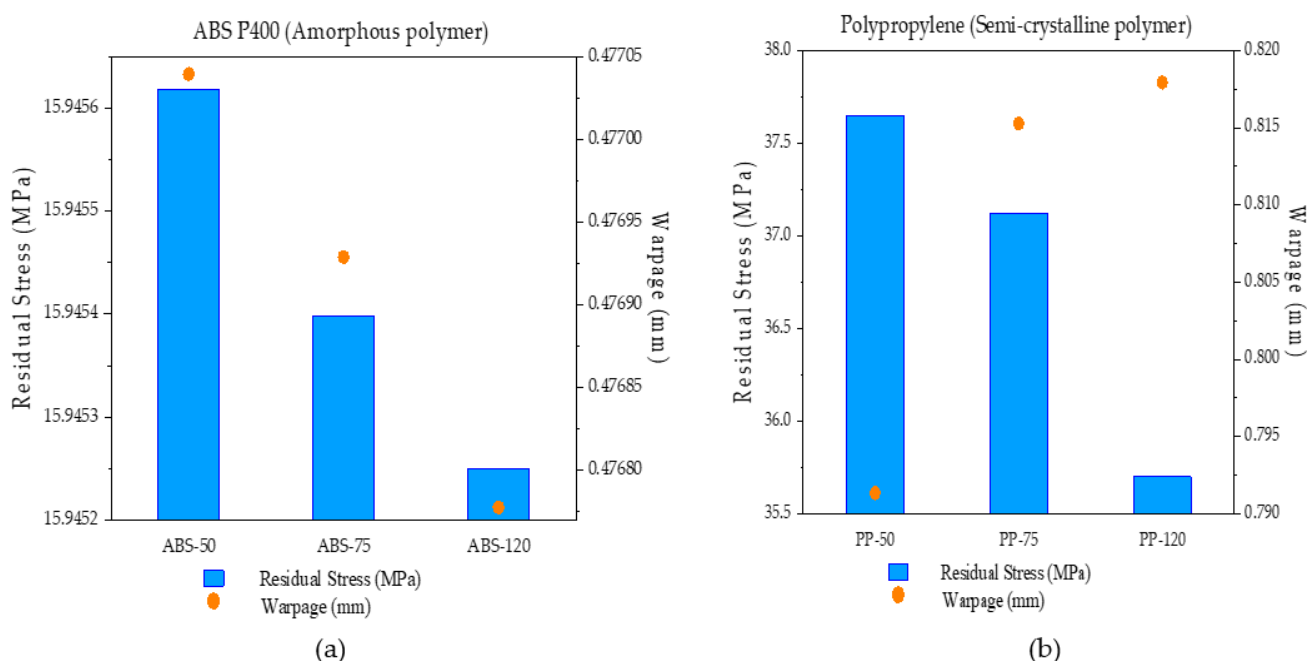 ABS P400 (Amorphous polymer)
Residual Stress (MPa)
15.9456
15.9455
15.9454
15.9453
15.9452
0.47705
0.47700
0.47695
0.47690
0.47685
0.47680
Warpage (mm)
ABS-50 ABS-75 ABS-120
Residual Stress (MPa)
Warpage (mm)
(a)
Polypropylene (Semi-crystalline polymer)
Residual Stress (MPa)
38.0
37.5
37.0
36.5
36.0
35.5
0.820
0.815
0.810
0.805
0.800
0.795
0.790
Warpage (mm)
PP-50 PP-75 PP-120
Residual Stress (MPa)
Warpage (mm)
(b)